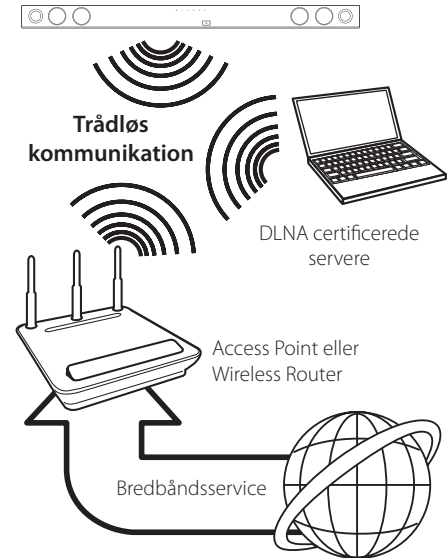 Trådløs
kommunikation
DLNA certificerede
servere
Access Point eller
Wireless Router
Bredbåndsservice